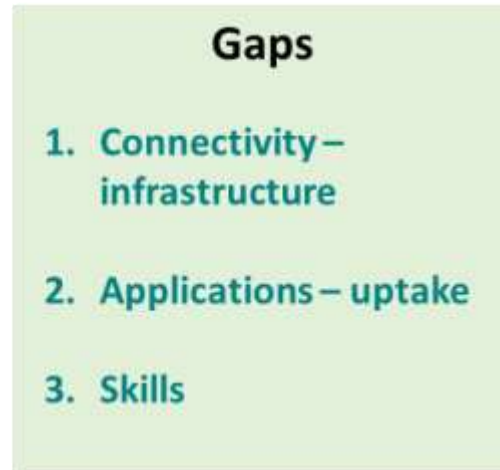 Gaps
1. Connectivity –
infrastructure
2. Applications – uptake
3. Skills